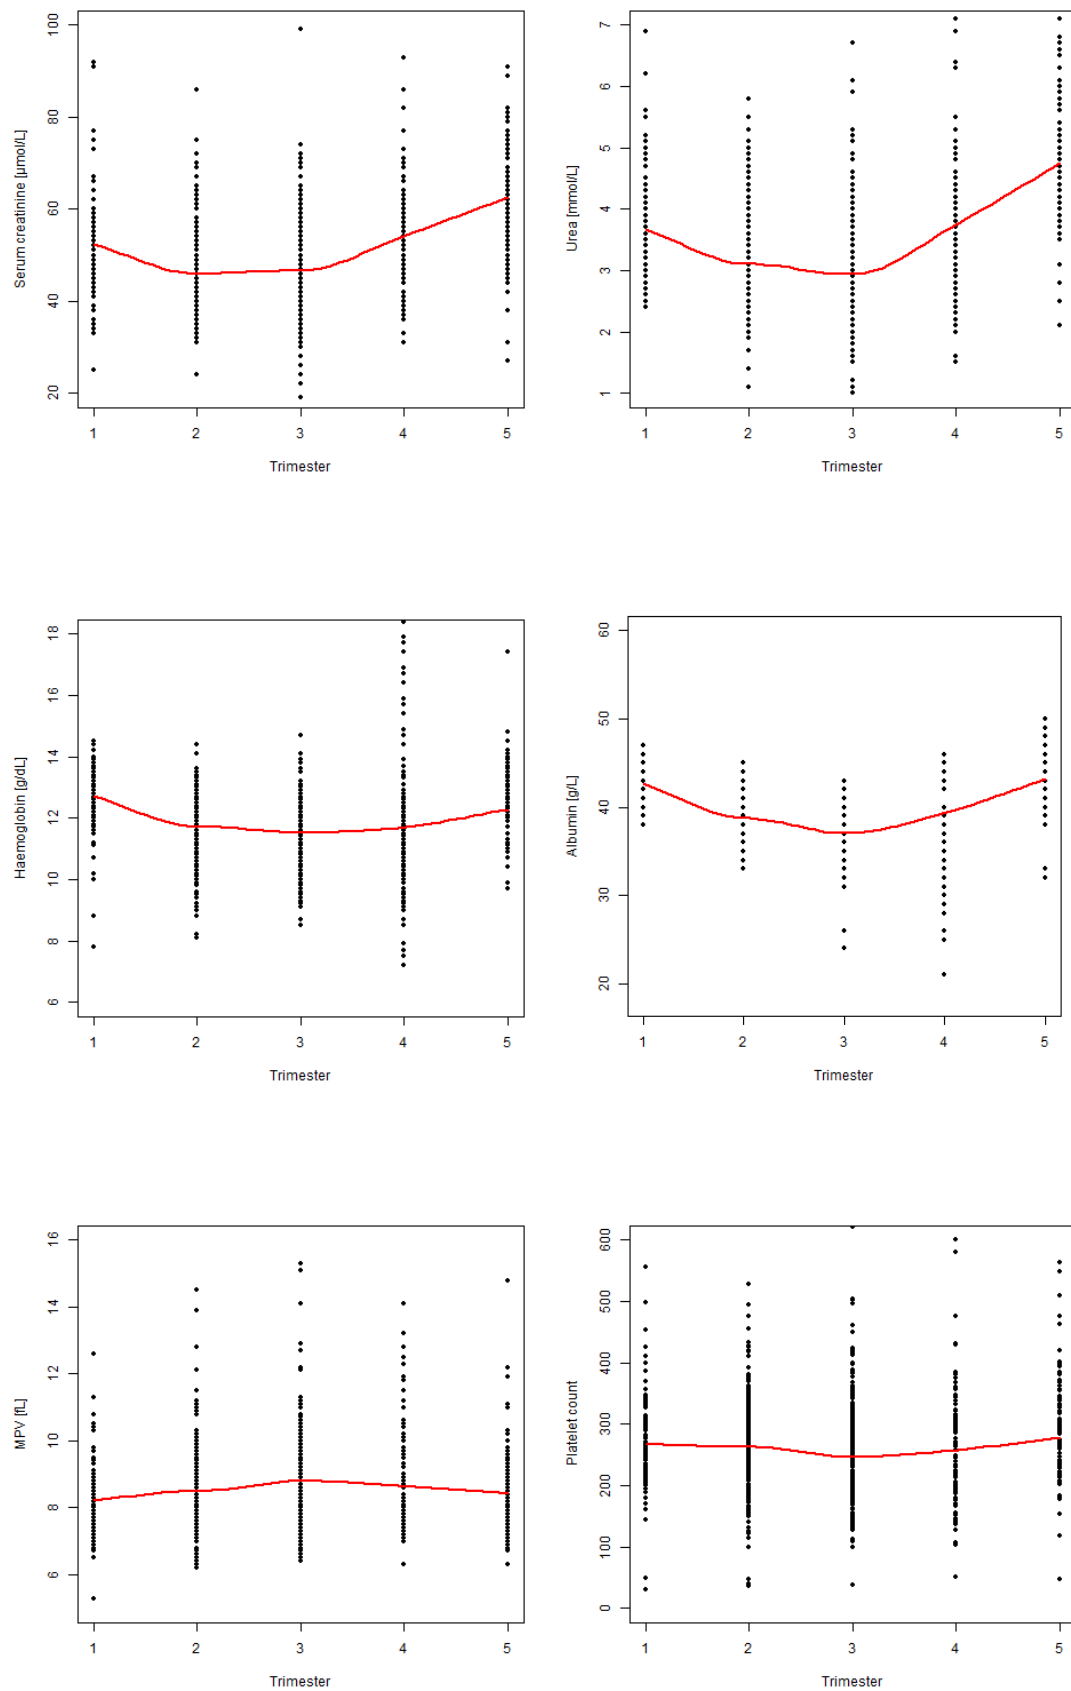 Serum creatinine [µmol/L]
100
80
60
40
20
1 2 3 4 5
Trimester
Urea [mmol/L]
7
6
5
4
3
2
1
1 2 3 4 5
Trimester
Haemoglobin [g/dL]
18
16
14
12
10
8
6
1 2 3 4 5
Trimester
Albumin [g/L]
60
50
40
30
20
1 2 3 4 5
Trimester
MPV [fL]
16
14
12
10
8
6
1 2 3 4 5
Trimester
Platelet count
600
500
400
300
200
100
0
1 2 3 4 5
Trimester